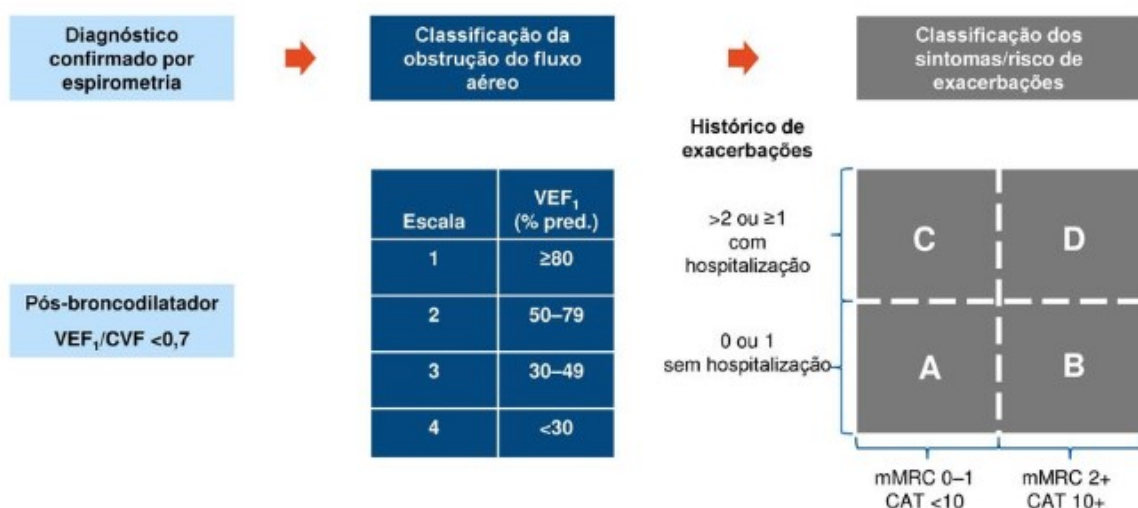 Diagnóstico
confirmado por
espirometria
Classificação da
obstrução do fluxo
aéreo
Classificação dos
sintomas/risco de
exacerbações
Pós-broncodilatador
VEF₁/CVF <0,7
Escala
VEF₁
(% pred.)
1
≥80
2
50–79
3
30–49
4
<30
Histórico de
exacerbações
>2 ou ≥1
com
hospitalização
0 ou 1
sem hospitalização
C
D
A
B
mMRC 0–1
CAT <10
mMRC 2+
CAT 10+